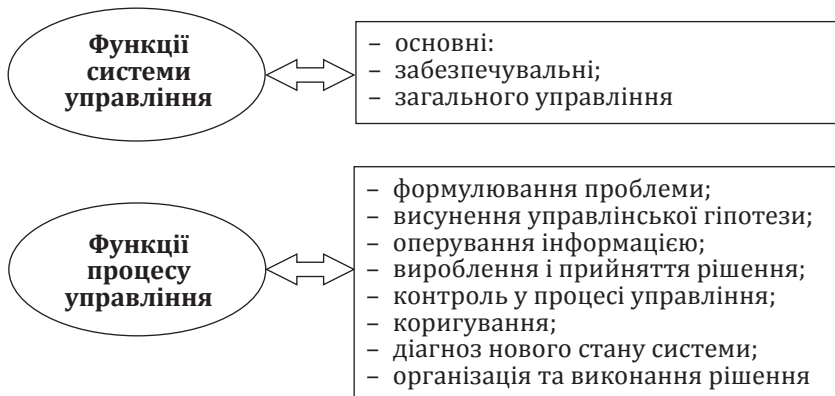 Функції
системи
управління
– основні:
– забезпечувальні;
– загального управління
Функції
процесу
управління
– формулювання проблеми;
– висунення управлінської гіпотези;
– оперування інформацією;
– вироблення і прийняття рішення;
– контроль у процесі управління;
– коригування;
– діагноз нового стану системи;
– організація та виконання рішення